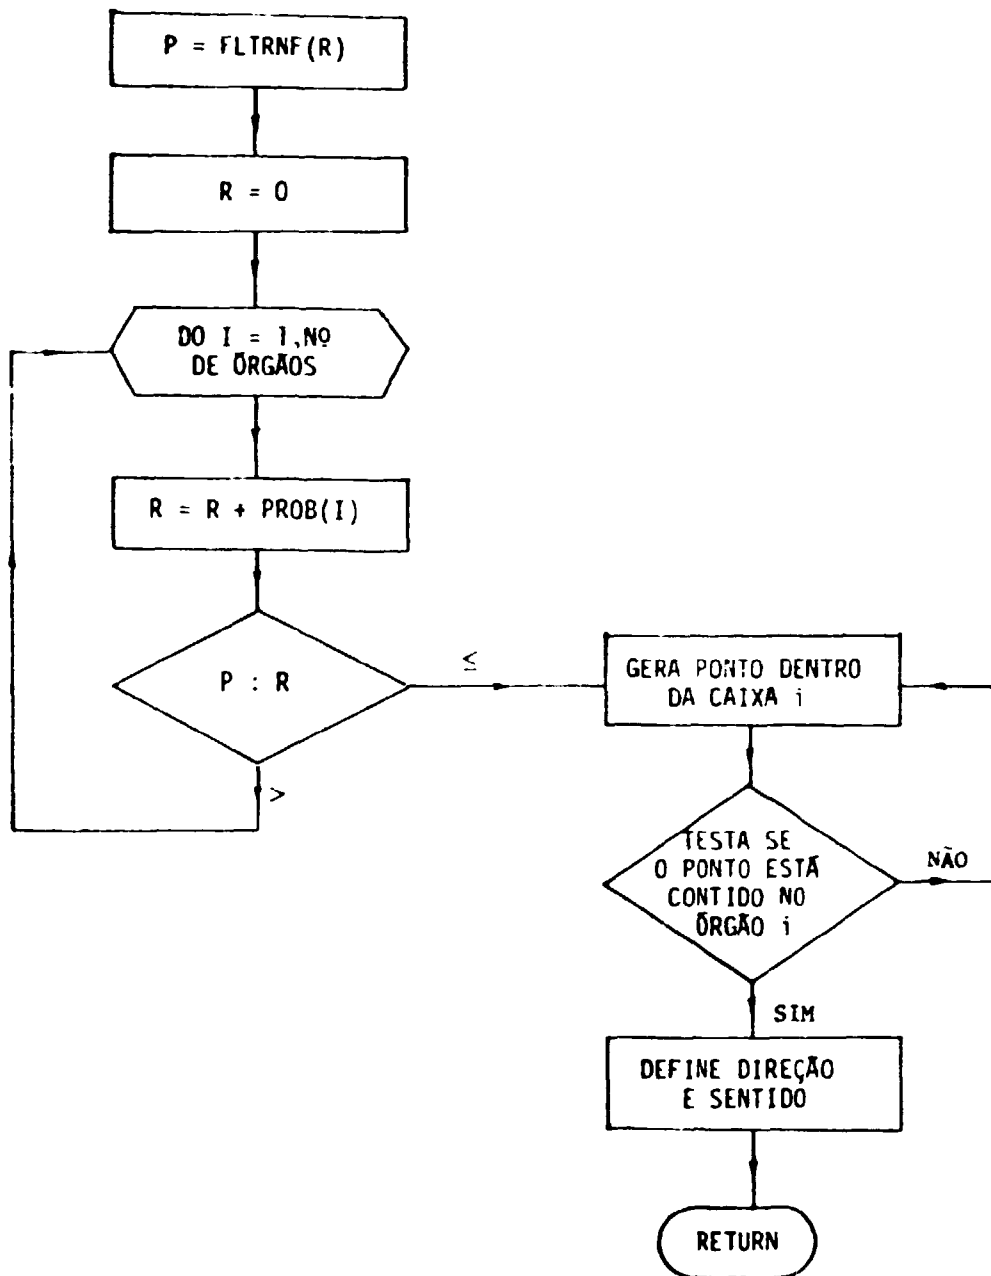 P = FLTRNF(R)
R = 0
DO I = 1,Nº
DE ÓRGÃOS
R = R + PROB(I)
P : R
≤
>
GERA PONTO DENTRO
DA CAIXA i
TESTA SE
O PONTO ESTÁ
CONTIDO NO
ÓRGÃO i
NÃO
SIM
DEFINE DIREÇÃO
E SENTIDO
RETURN